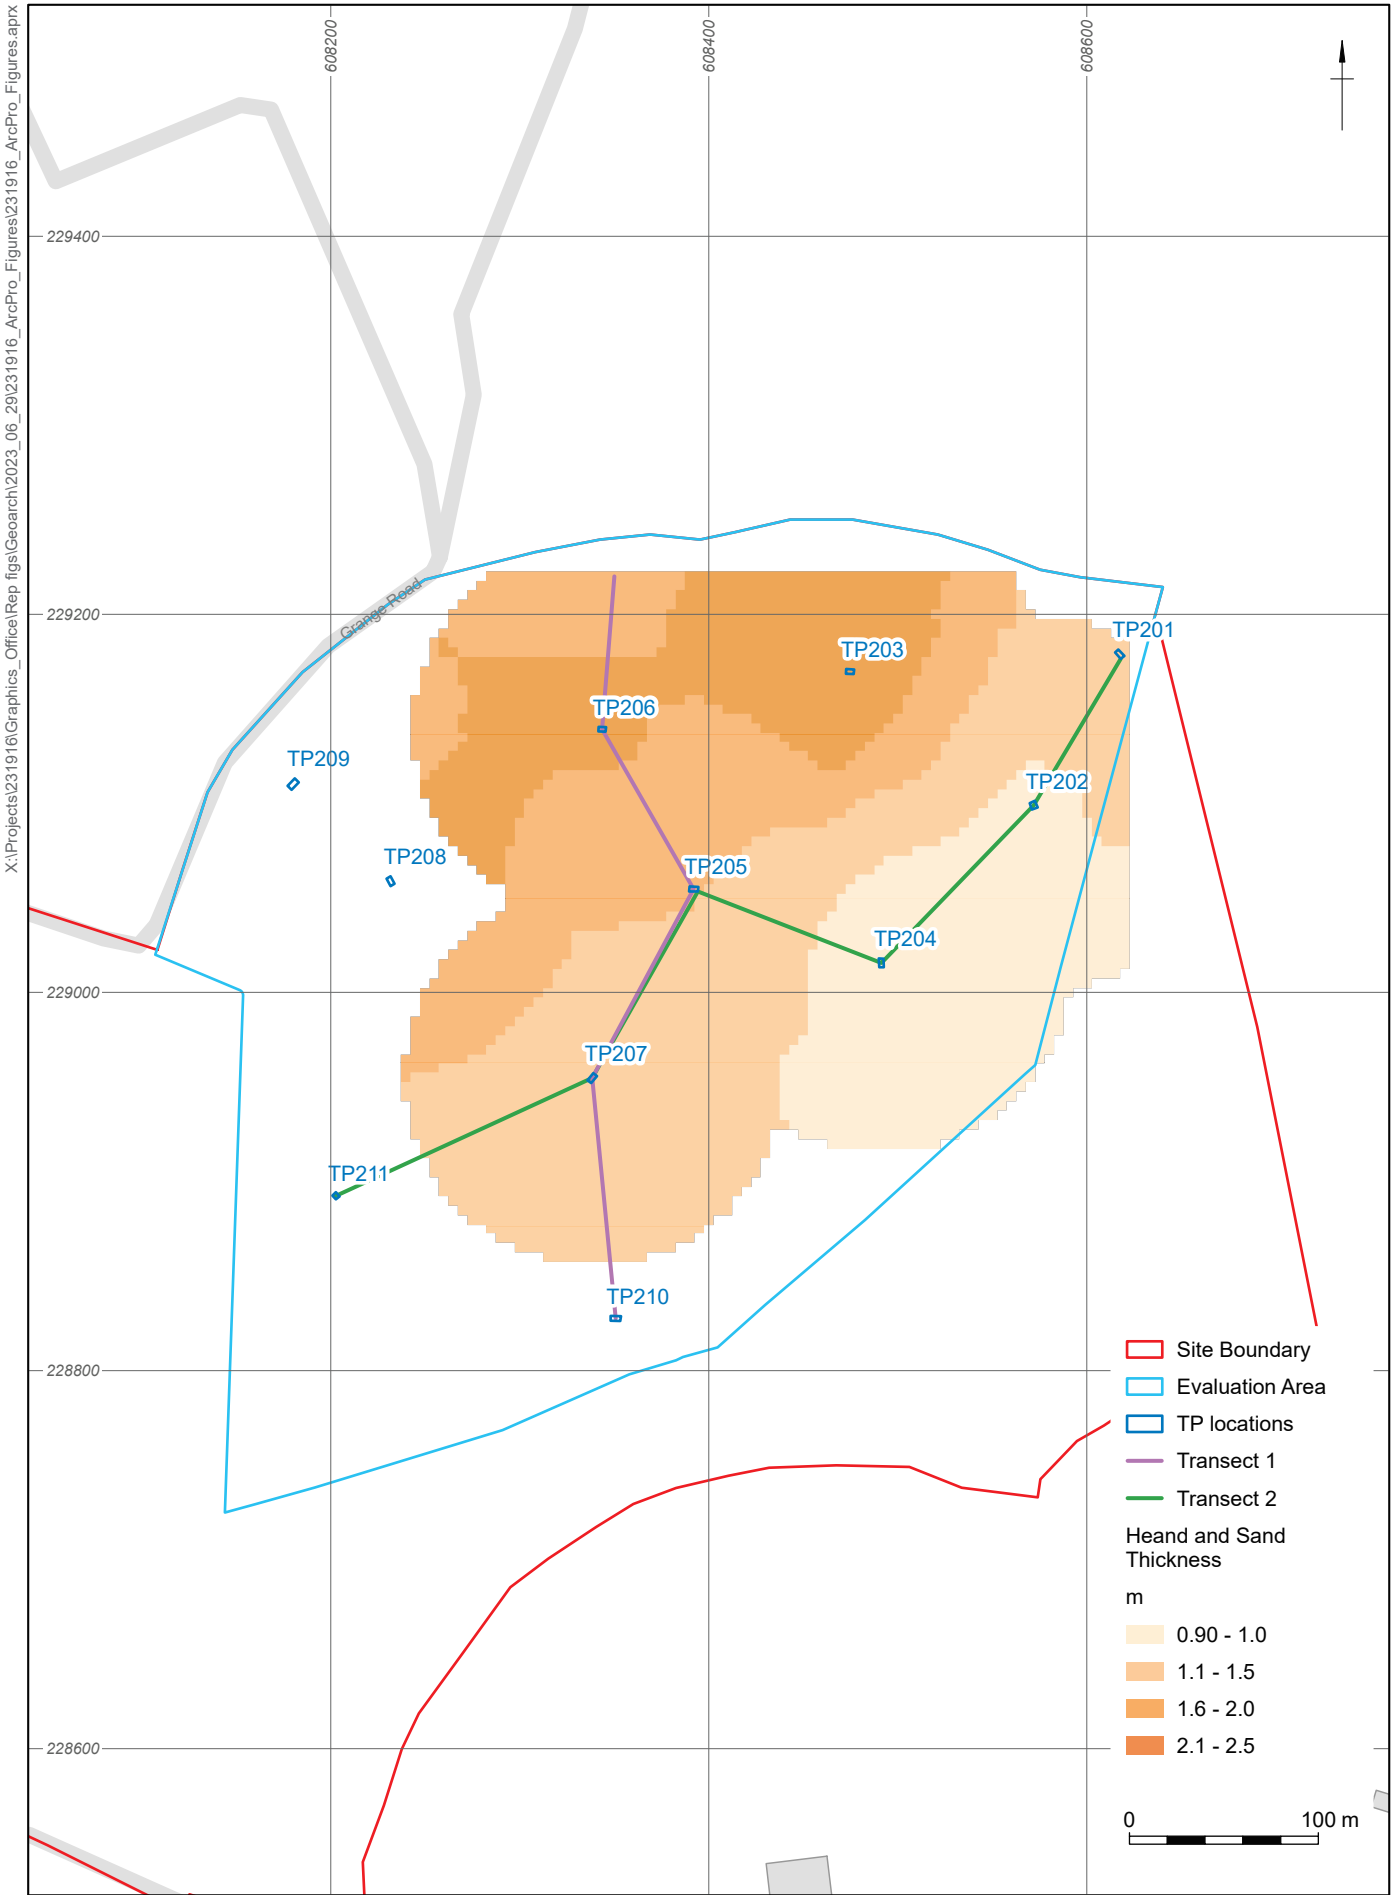 X:\Projects\231916\Graphics_Office\Rep figs\Geoarch\2023_06_29\231916_ArcPro_Figures\231916_ArcPro_Figures.aprx
608200
608400
608600
229400
229200
Grange Road
TP201
TP203
TP206
TP209
TP202
TP208
TP205
TP204
229000
TP207
TP211
TP210
228800
228600
Site Boundary
Evaluation Area
TP locations
Transect 1
Transect 2
Heand and Sand
Thickness
m
0.90 - 1.0
1.1 - 1.5
1.6 - 2.0
2.1 - 2.5
0 100 m